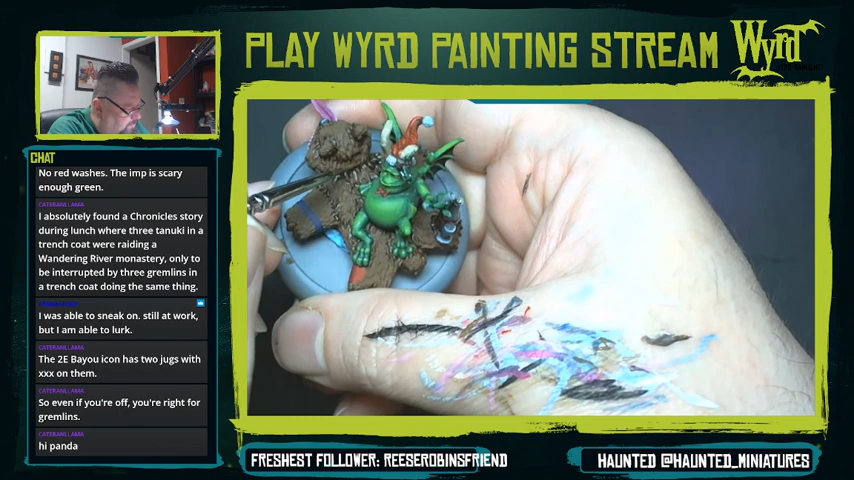 PLAY WYRD PAINTING STREAM
Wyrd
CHAT
No red washes. The imp is scary
enough green.
CATERANLLAMA
I absolutely found a Chronicles story
during lunch where three tanuki in a
trench coat were raiding a
Wandering River monastery, only to
be interrupted by three gremlins in
a trench coat doing the same thing.
I was able to sneak on. still at work,
but I am able to lurk.
The 2E Bayou icon has two jugs with
xxx on them.
CATERANLLAMA
So even if you're off, you're right for
gremlins.
CATERANLLAMA
hi panda
FRESHEST FOLLOWER: REESEROBINSFRIEND
HAUNTED @HAUNTED_MINIATURES